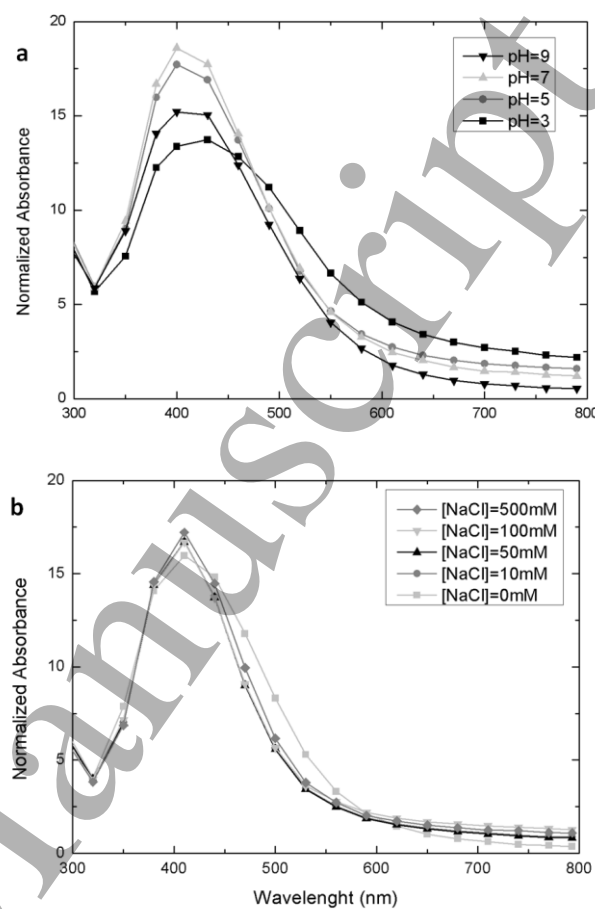 a
20
15
10
5
0
Normalized Absorbance
pH=9
pH=7
pH=5
pH=3
300 400 500 600 700 800
b
20
15
10
5
0
Normalized Absorbance
[NaCl]=500mM
[NaCl]=100mM
[NaCl]=50mM
[NaCl]=10mM
[NaCl]=0mM
300 400 500 600 700 800
Wavelenght (nm)
anuscript